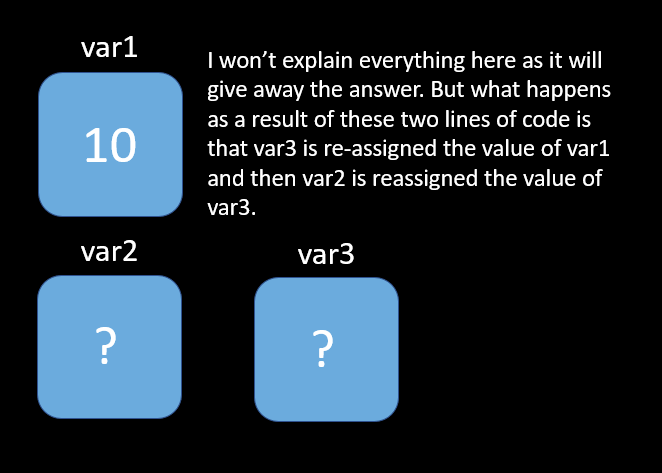 var1
10
I won’t explain everything here as it will
give away the answer. But what happens
as a result of these two lines of code is
that var3 is re-assigned the value of var1
and then var2 is reassigned the value of
var3.
var2
?
var3
?